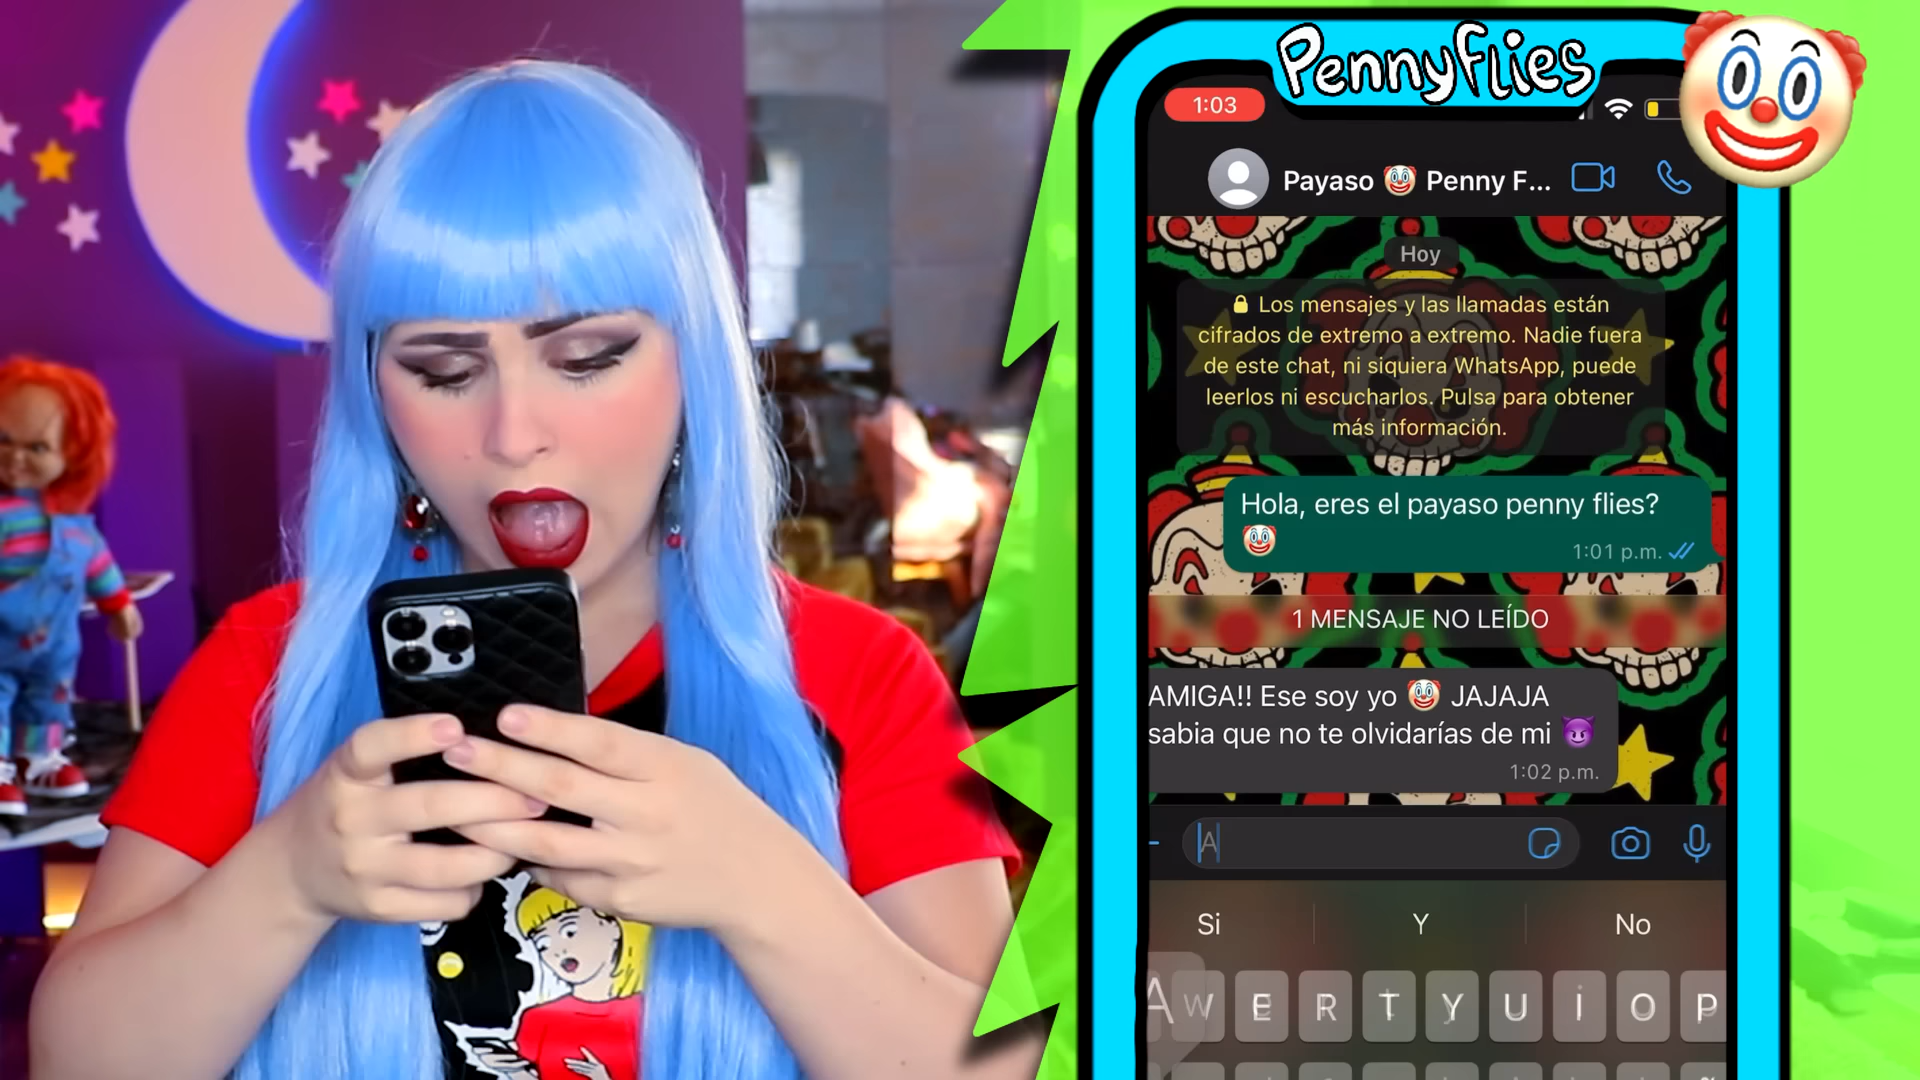 Pennyflies
1:03
Payaso 🤡 Penny F...
Hoy
🔒 Los mensajes y las llamadas están
cifrados de extremo a extremo. Nadie fuera
de este chat, ni siquiera WhatsApp, puede
leerlos ni escucharlos. Pulsa para obtener
más información.
Hola, eres el payaso penny flies?
🤡
1:01 p.m.
1 MENSAJE NO LEÍDO
AMIGA!! Ese soy yo 🤡 JAJAJA
sabia que no te olvidarías de mi 😈
1:02 p.m.
A
Si Y No
A W E R T Y U I O P